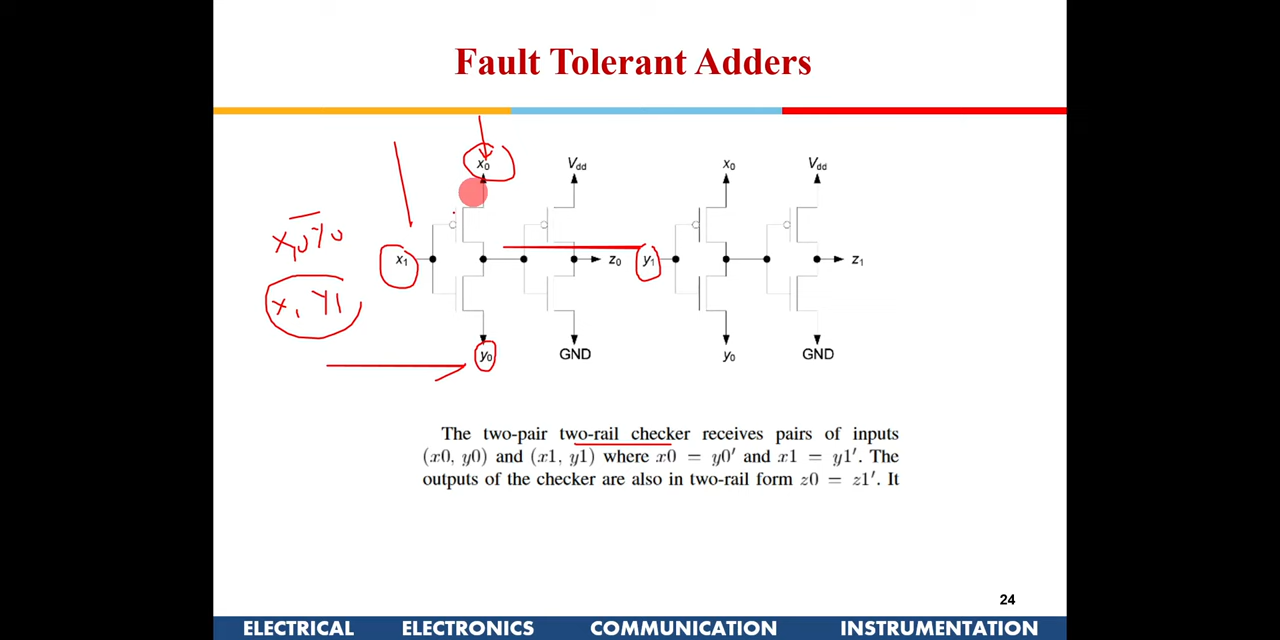 Fault Tolerant Adders
x0 Vdd x0 Vdd
x0 y0
x1 z0 y1 z1
x1 y1
y0 GND y0 GND
The two-pair two-rail checker receives pairs of inputs
(x0, y0) and (x1, y1) where x0 = y0′ and x1 = y1′. The
outputs of the checker are also in two-rail form z0 = z1′. It
24
ELECTRICAL ELECTRONICS COMMUNICATION INSTRUMENTATION